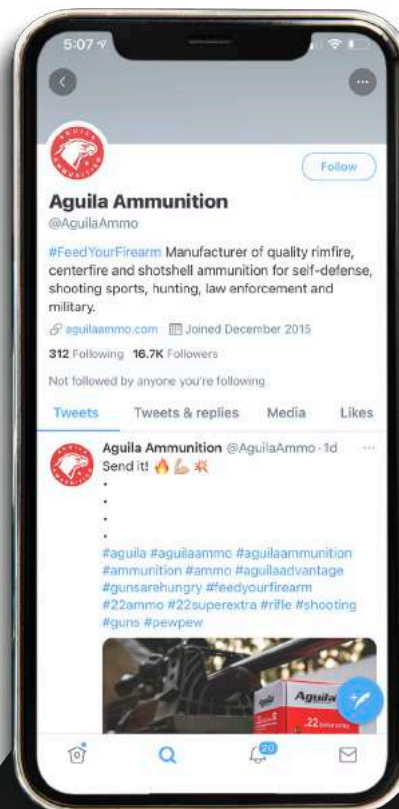 5:07
AGUILA
AMMUNITION
Follow
Aguila Ammunition
@AguilaAmmo
#FeedYourFirearm Manufacturer of quality rimfire,
centerfire and shotshell ammunition for self-defense,
shooting sports, hunting, law enforcement and
military.
aguilaammo.com Joined December 2015
312 Following 16.7K Followers
Not followed by anyone you're following
Tweets Tweets & replies Media Likes
Aguila Ammunition @AguilaAmmo · 1d
Send it! 🔥 💪 💥
.
.
.
.
#aguila #aguilaammo #aguilaammunition
#ammunition #ammo #aguilaadvantage
#gunsarehungry #feedyourfirearm
#22ammo #22superextra #rifle #shooting
#guns #pewpew
Aguila
.22
20